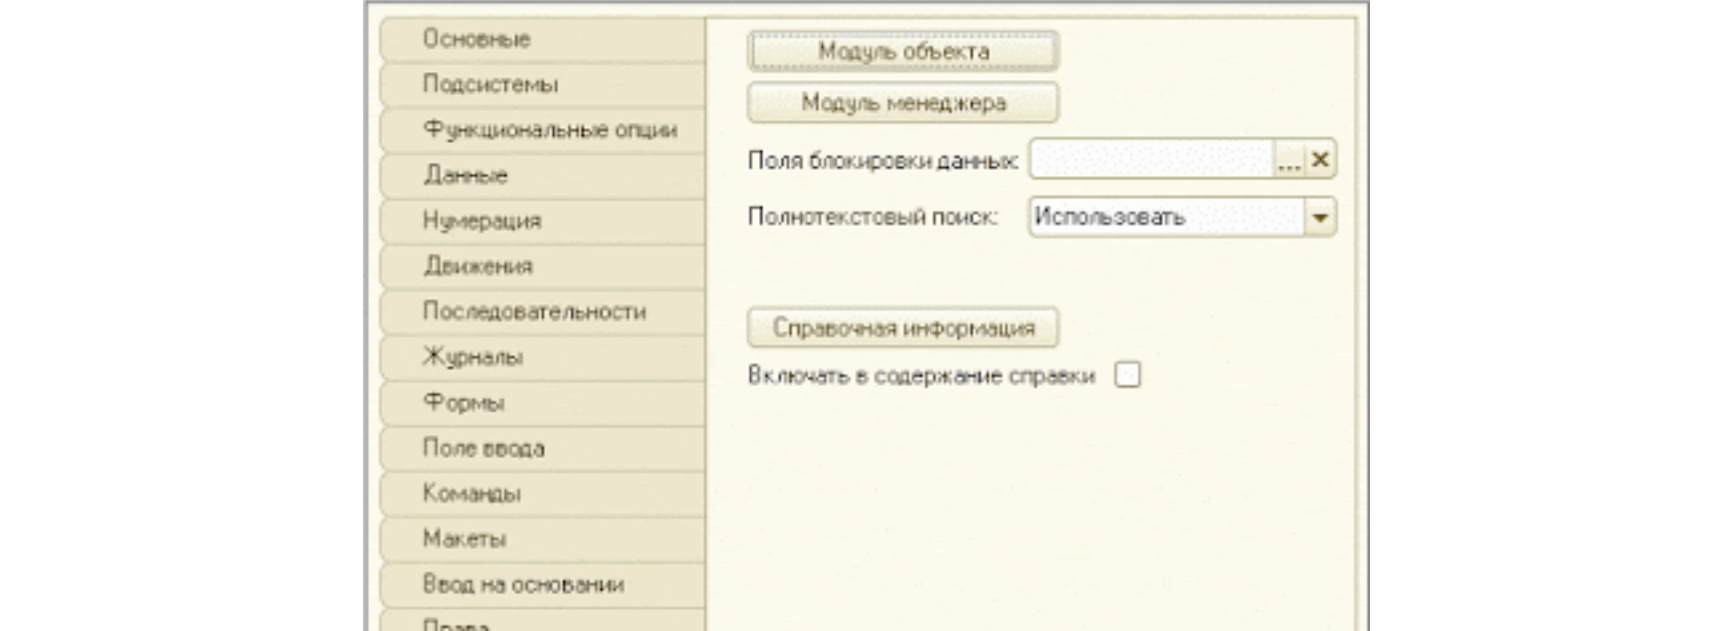 Основные
Подсистемы
Функциональные опции
Данные
Нумерация
Движения
Последовательности
Журналы
Формы
Поле ввода
Команды
Макеты
Ввод на основании
Права
Модуль объекта
Модуль менеджера
Поля блокировки данных: ... ×
Полнотекстовый поиск: Использовать
Справочная информация
Включать в содержание справки